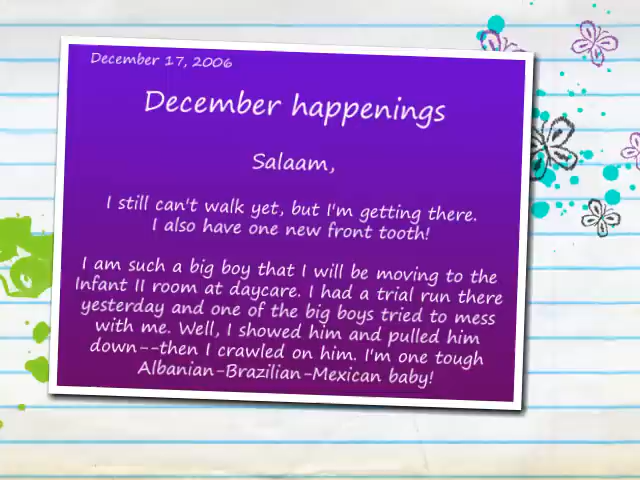 December 17, 2006
December happenings
Salaam,
I still can't walk yet, but I'm getting there.
I also have one new front tooth!
I am such a big boy that I will be moving to the
Infant II room at daycare. I had a trial run there
yesterday and one of the big boys tried to mess
with me. Well, I showed him and pulled him
down--then I crawled on him. I'm one tough
Albanian-Brazilian-Mexican baby!